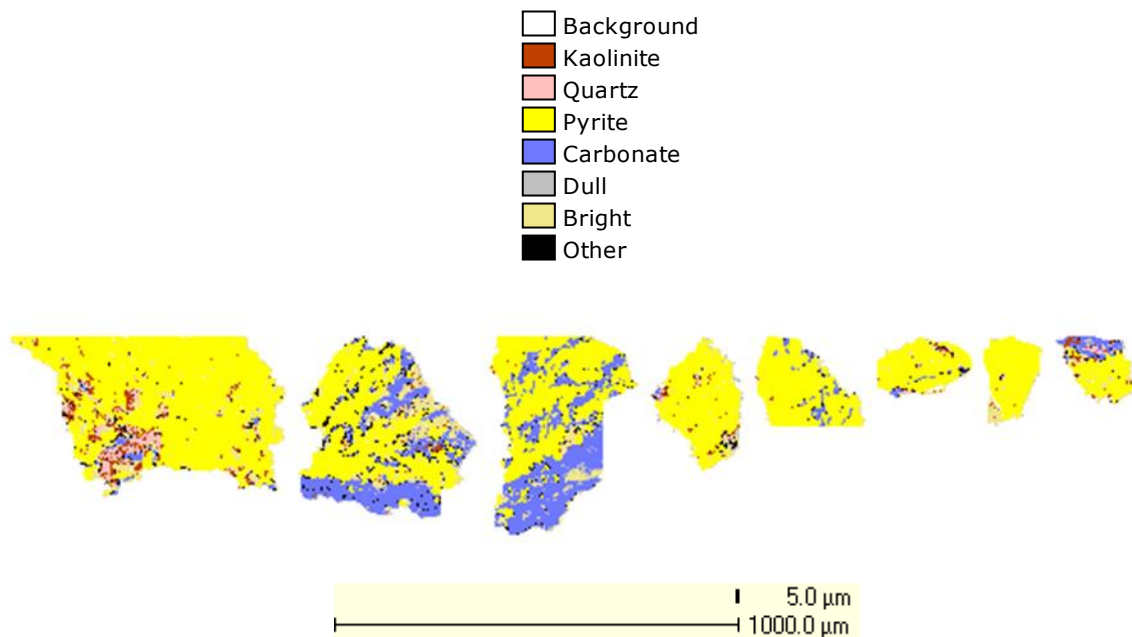 Background
Kaolinite
Quartz
Pyrite
Carbonate
Dull
Bright
Other
5.0 µm
1000.0 µm